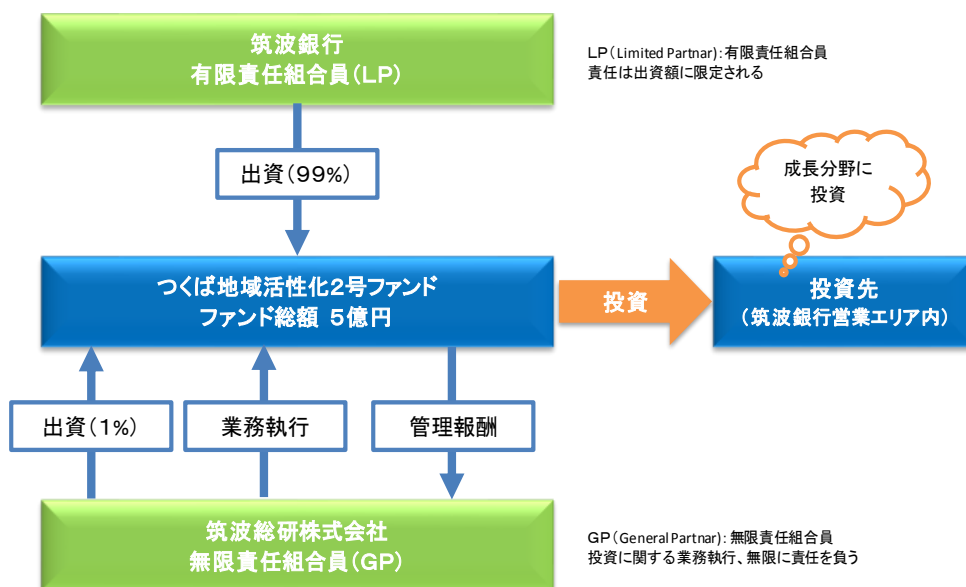 筑波銀行
有限責任組合員(LP)
LP(Limited Partnar):有限責任組合員
責任は出資額に限定される
出資(99%)
成長分野に
投資
つくば地域活性化2号ファンド
ファンド総額 5億円
投資
投資先
(筑波銀行営業エリア内)
出資(1%)
業務執行
管理報酬
筑波総研株式会社
無限責任組合員(GP)
GP(General Partnar):無限責任組合員
投資に関する業務執行、無限に責任を負う